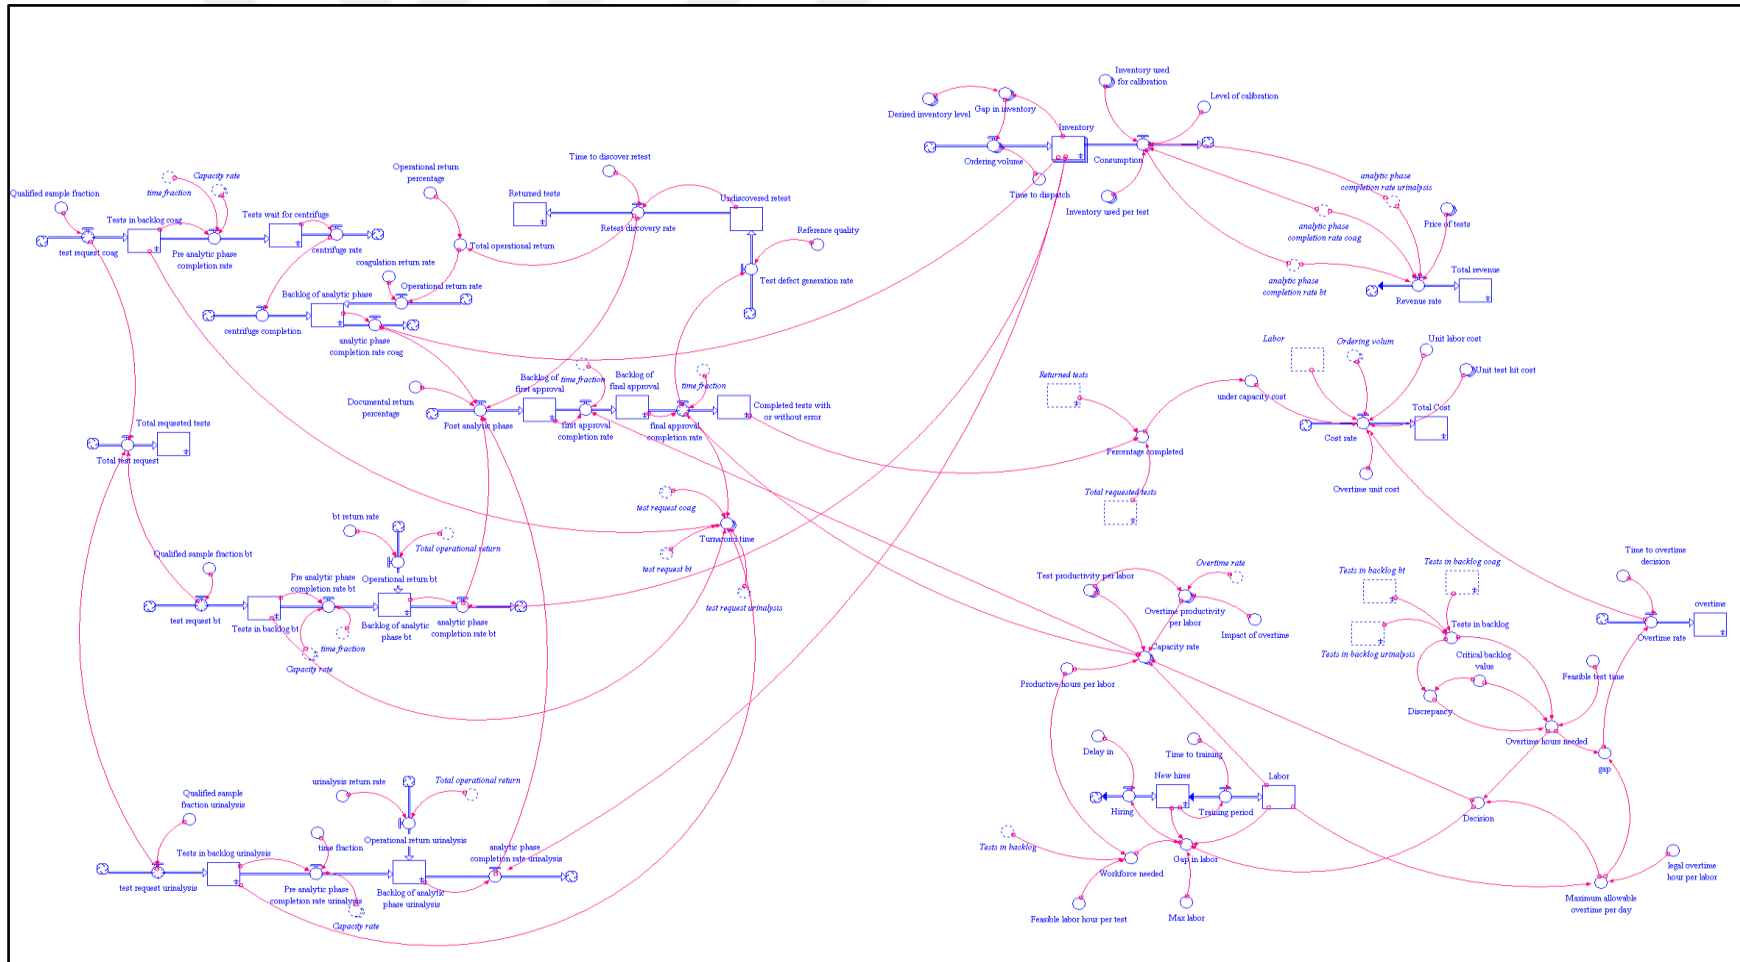 Inventory used
for calibration
Level of calibration
Desired inventory level
Gap in inventory
Inventory
Ordering volume
Consumption
Time to dispatch
Inventory used per test
analytic phase
completion rate urinalysis
analytic phase
completion rate coag
Price of tests
analytic phase
completion rate bt
Total revenue
Revenue rate
Qualified sample fraction
time fraction
Capacity rate
Operational return
percentage
Time to discover retest
Returned tests
Undiscovered retest
Tests in backlog coag
Tests wait for centrifuge
test request coag
Pre analytic phase
completion rate
centrifuge rate
Total operational return
Retest discovery rate
Reference quality
coagulation return rate
Test defect generation rate
Backlog of analytic phase
Operational return rate
centrifuge completion
analytic phase
completion rate coag
Labor
Ordering volum
Unit labor cost
Unit test kit cost
Returned tests
under capacity cost
Total Cost
Cost rate
Overtime unit cost
Percentage completed
Total requested tests
Documental return
percentage
Backlog of
first approval
time fraction
Backlog of
final approval
time fraction
Post analytic phase
first approval
completion rate
final approval
completion rate
Completed tests with
or without error
Total requested tests
Total test request
test request coag
Turnaround time
test request bt
test request urinalysis
bt return rate
Total operational return
Qualified sample fraction bt
Pre analytic phase
completion rate bt
Operational return bt
test request bt
Tests in backlog bt
Backlog of analytic
phase bt
analytic phase
completion rate bt
time fraction
Capacity rate
Test productivity per labor
Overtime rate
Overtime productivity
per labor
Impact of overtime
Capacity rate
Productive hours per labor
Tests in backlog bt
Tests in backlog coag
Tests in backlog urinalysis
Tests in backlog
Critical backlog
value
Discrepancy
Feasible test time
Overtime hours needed
Time to overtime
decision
overtime
Overtime rate
gap
Decision
legal overtime
hour per labor
Maximum allowable
overtime per day
Delay in
Time to training
New hires
Labor
Hiring
Training period
Tests in backlog
Gap in labor
Workforce needed
Feasible labor hour per test
Max labor
urinalysis return rate
Total operational return
Qualified sample
fraction urinalysis
time fraction
Operational return urinalysis
Tests in backlog urinalysis
analytic phase
completion rate urinalysis
test request urinalysis
Pre analytic phase
completion rate urinalysis
Backlog of analytic
phase urinalysis
Capacity rate